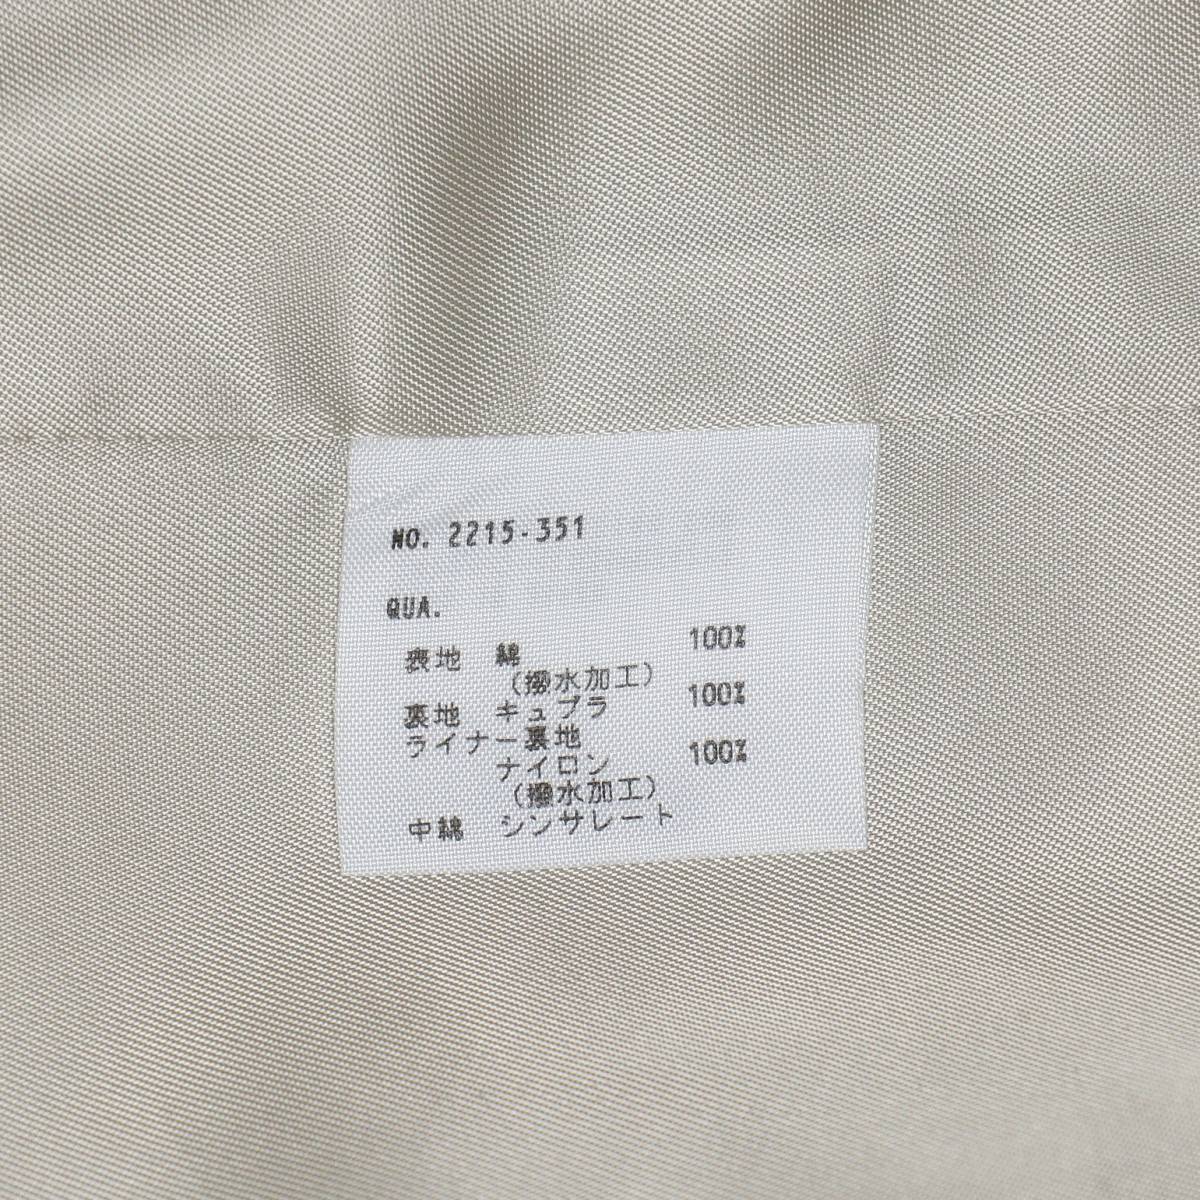 NO. 2215-351
QUA.
表地 綿 100%
(撥水加工)
裏地 キュプラ 100%
ライナー裏地
ナイロン 100%
(撥水加工)
中綿 シンサレート